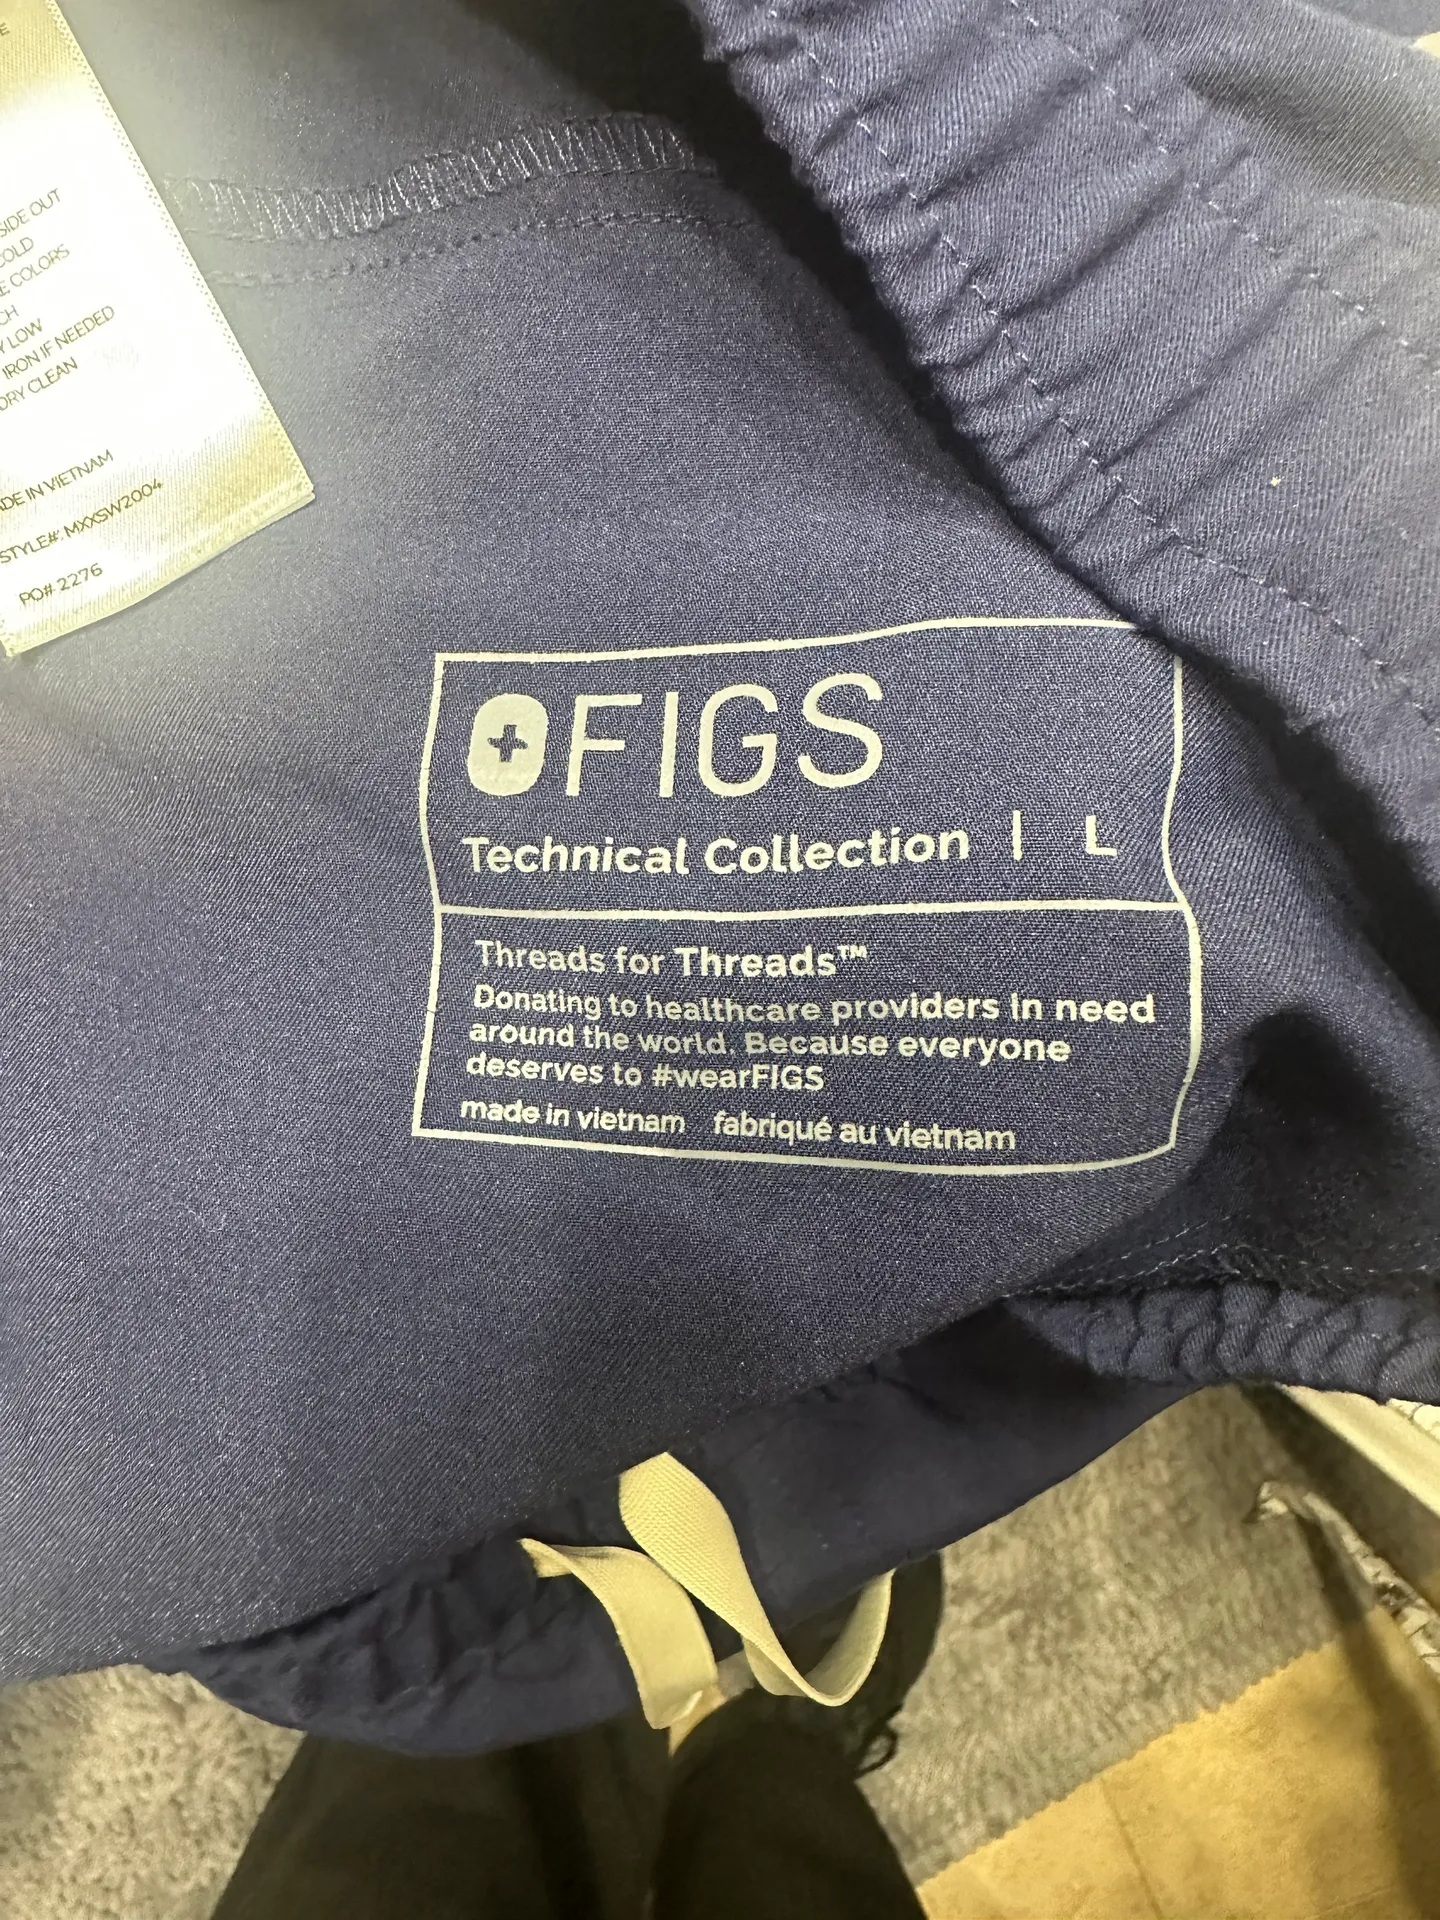 SIDE OUT
COLD
COLORS
LOW
IRON IF NEEDED
DRY CLEAN
MADE IN VIETNAM
STYLE#: MXXSW2004
PO# 2276
FIGS
Technical Collection | L
Threads for Threads™
Donating to healthcare providers in need
around the world. Because everyone
deserves to #wearFIGS
made in vietnam fabriqué au vietnam